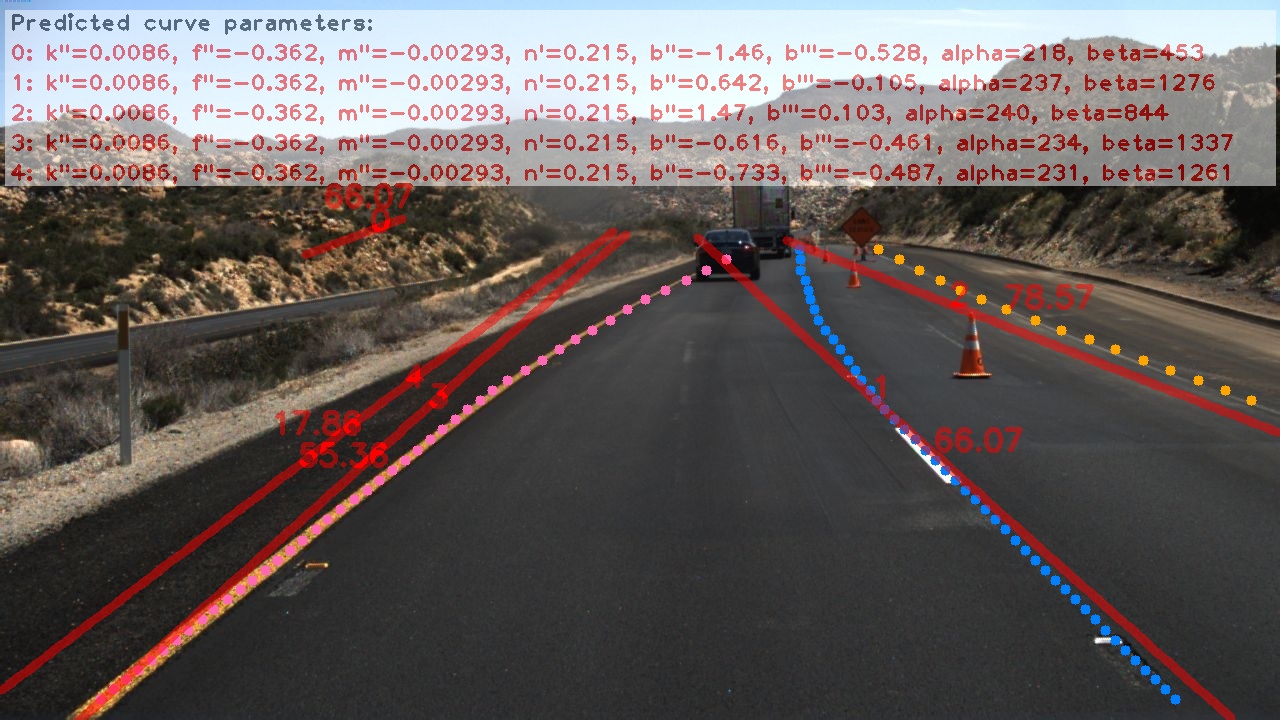 Predicted curve parameters:
0: k''=0.0086, f''=-0.362, m''=-0.00293, n'=0.215, b''=-1.46, b'''=-0.528, alpha=218, beta=453
1: k''=0.0086, f''=-0.362, m''=-0.00293, n'=0.215, b''=0.642, b'''=-0.105, alpha=237, beta=1276
2: k''=0.0086, f''=-0.362, m''=-0.00293, n'=0.215, b''=1.47, b'''=0.103, alpha=240, beta=844
3: k''=0.0086, f''=-0.362, m''=-0.00293, n'=0.215, b''=-0.616, b'''=-0.461, alpha=234, beta=1337
4: k''=0.0086, f''=-0.362, m''=-0.00293, n'=0.215, b''=-0.733, b'''=-0.487, alpha=231, beta=1261
66.07
0
2
78.57
4
3
1
17.86
55.36
66.07